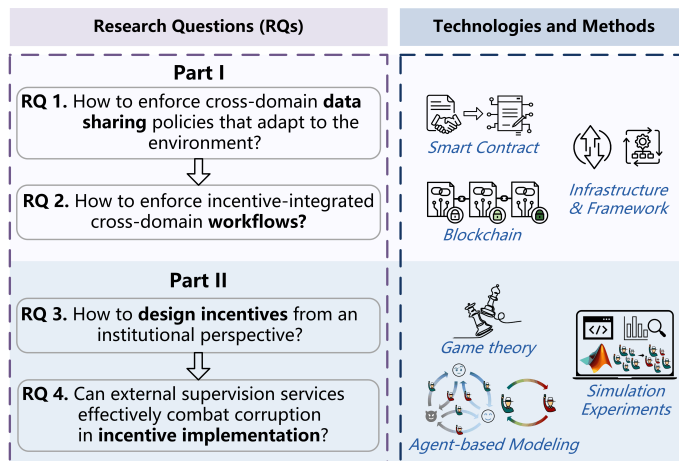 Research Questions (RQs)
Technologies and Methods
Part I
RQ 1. How to enforce cross-domain data
sharing policies that adapt to the
environment?
RQ 2. How to enforce incentive-integrated
cross-domain workflows?
Smart Contract
Infrastructure
& Framework
Blockchain
Part II
RQ 3. How to design incentives from an
institutional perspective?
RQ 4. Can external supervision services
effectively combat corruption
in incentive implementation?
Game theory
</>
Simulation
Experiments
Agent-based Modeling